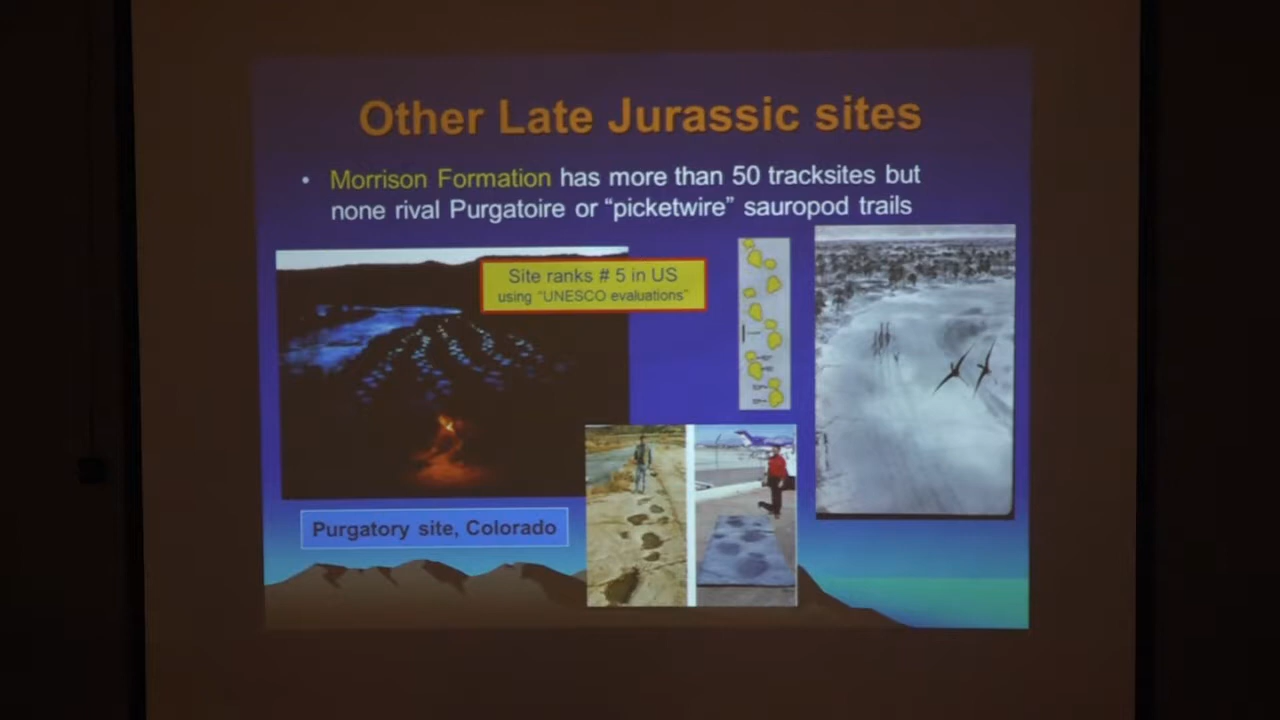 Other Late Jurassic sites
• Morrison Formation has more than 50 tracksites but
none rival Purgatoire or “picketwire” sauropod trails
Site ranks # 5 in US
using “UNESCO evaluations”
Purgatory site, Colorado